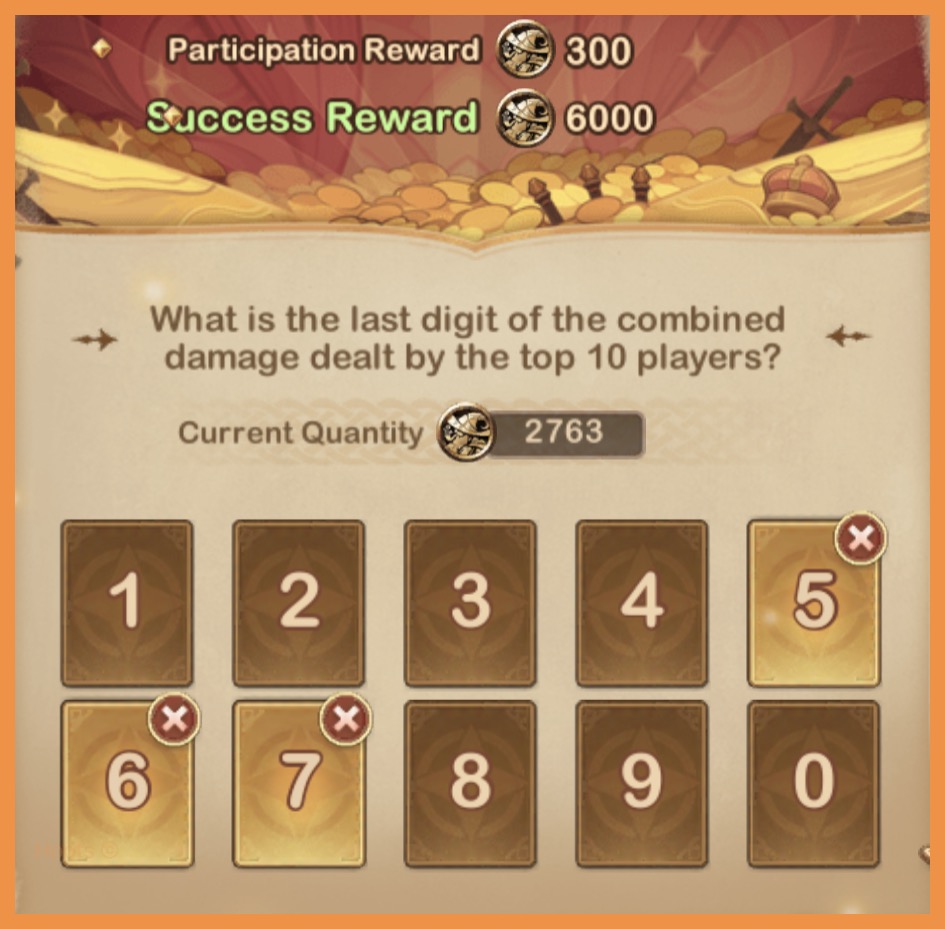 Participation Reward 300
Success Reward 6000
What is the last digit of the combined
damage dealt by the top 10 players?
Current Quantity 2763
1 2 3 4 5
6 7 8 9 0